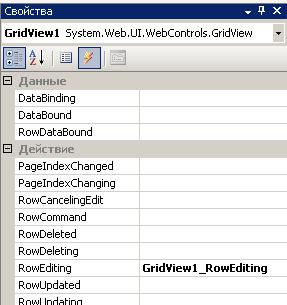 Свойства
GridView1 System.Web.UI.WebControls.GridView
Данные
DataBinding
DataBound
RowDataBound
Действие
PageIndexChanged
PageIndexChanging
RowCancelingEdit
RowCommand
RowDeleted
RowDeleting
RowEditing GridView1_RowEditing
RowUpdated
RowUpdating